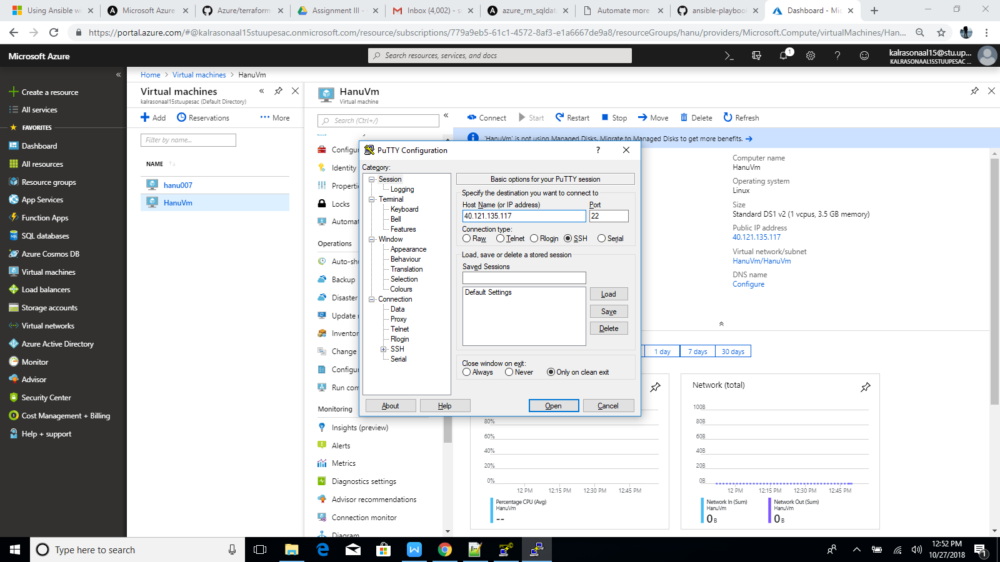 Using Ansible w
Microsoft Azure
Azure/terraform
Assignment III -
Inbox (4,002) - s
azure_rm_sqldat
Automate more
ansible-playboo
Dashboard - Mic
https://portal.azure.com/#@kalrasonaal15stuupesac.onmicrosoft.com/resource/subscriptions/779a9eb5-61c1-4572-8af3-e1a6667de9a8/resourceGroups/hanu/providers/Microsoft.Compute/virtualMachines/Han...
Microsoft Azure
Search resources, services, and docs
1
kalrasonaal15@stu.up...
KALRASONAAL15STUUPESAC ...
Create a resource
All services
FAVORITES
Dashboard
All resources
Resource groups
App Services
Function Apps
SQL databases
Azure Cosmos DB
Virtual machines
Load balancers
Storage accounts
Virtual networks
Azure Active Directory
Monitor
Advisor
Security Center
Cost Management + Billing
Help + support
Home > Virtual machines > HanuVm
Virtual machines
kalrasonaal15stuupesac (Default Directory)
Add
Reservations
More
Filter by name...
NAME
hanu007
HanuVm
HanuVm
Virtual machine
Search (Ctrl+/)
Configu
Identity
Properti
Locks
Automat
Operations
Auto-sh
Backup
Disaster
Update
Inventor
Change
Configu
Run com
Monitoring
Insights (preview)
Alerts
Metrics
Diagnostics settings
Advisor recommendations
Connection monitor
Diagram
Connect
Start
Restart
Stop
Move
Delete
Refresh
'HanuVm' is not using Managed Disks. Migrate to Managed Disks to get more benefits. →
Computer name
HanuVm
Operating system
Linux
Size
Standard DS1 v2 (1 vcpus, 3.5 GB memory)
Public IP address
40.121.135.117
Virtual network/subnet
HanuVm/HanuVm
DNS name
Configure
1 day
7 days
30 days
80%
60%
40%
20%
0%
12 PM
12:15 PM
12:30 PM
12:45 PM
Percentage CPU (Avg)
HanuVm
--
Network (total)
100B
80B
60B
40B
20B
0B
12 PM
12:15 PM
12:30 PM
12:45 PM
Network In (Sum)
HanuVm
0 B
Network Out (Sum)
HanuVm
0 B
PuTTY Configuration
?
Category:
Session
Logging
Terminal
Keyboard
Bell
Features
Window
Appearance
Behaviour
Translation
Selection
Colours
Connection
Data
Proxy
Telnet
Rlogin
SSH
Serial
Basic options for your PuTTY session
Specify the destination you want to connect to
Host Name (or IP address)
Port
40.121.135.117
22
Connection type:
Raw
Telnet
Rlogin
SSH
Serial
Load, save or delete a stored session
Saved Sessions
Default Settings
Load
Save
Delete
Close window on exit:
Always
Never
Only on clean exit
About
Help
Open
Cancel
Type here to search
12:52 PM
10/27/2018
1